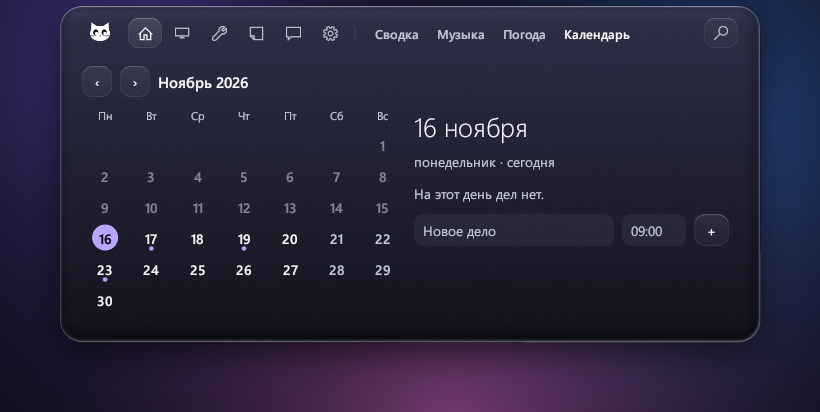 Сводка Музыка Погода Календарь
‹ › Ноябрь 2026
Пн Вт Ср Чт Пт Сб Вс
1
2 3 4 5 6 7 8
9 10 11 12 13 14 15
16 17 18 19 20 21 22
23 24 25 26 27 28 29
30
16 ноября
понедельник · сегодня
На этот день дел нет.
Новое дело 09:00 +